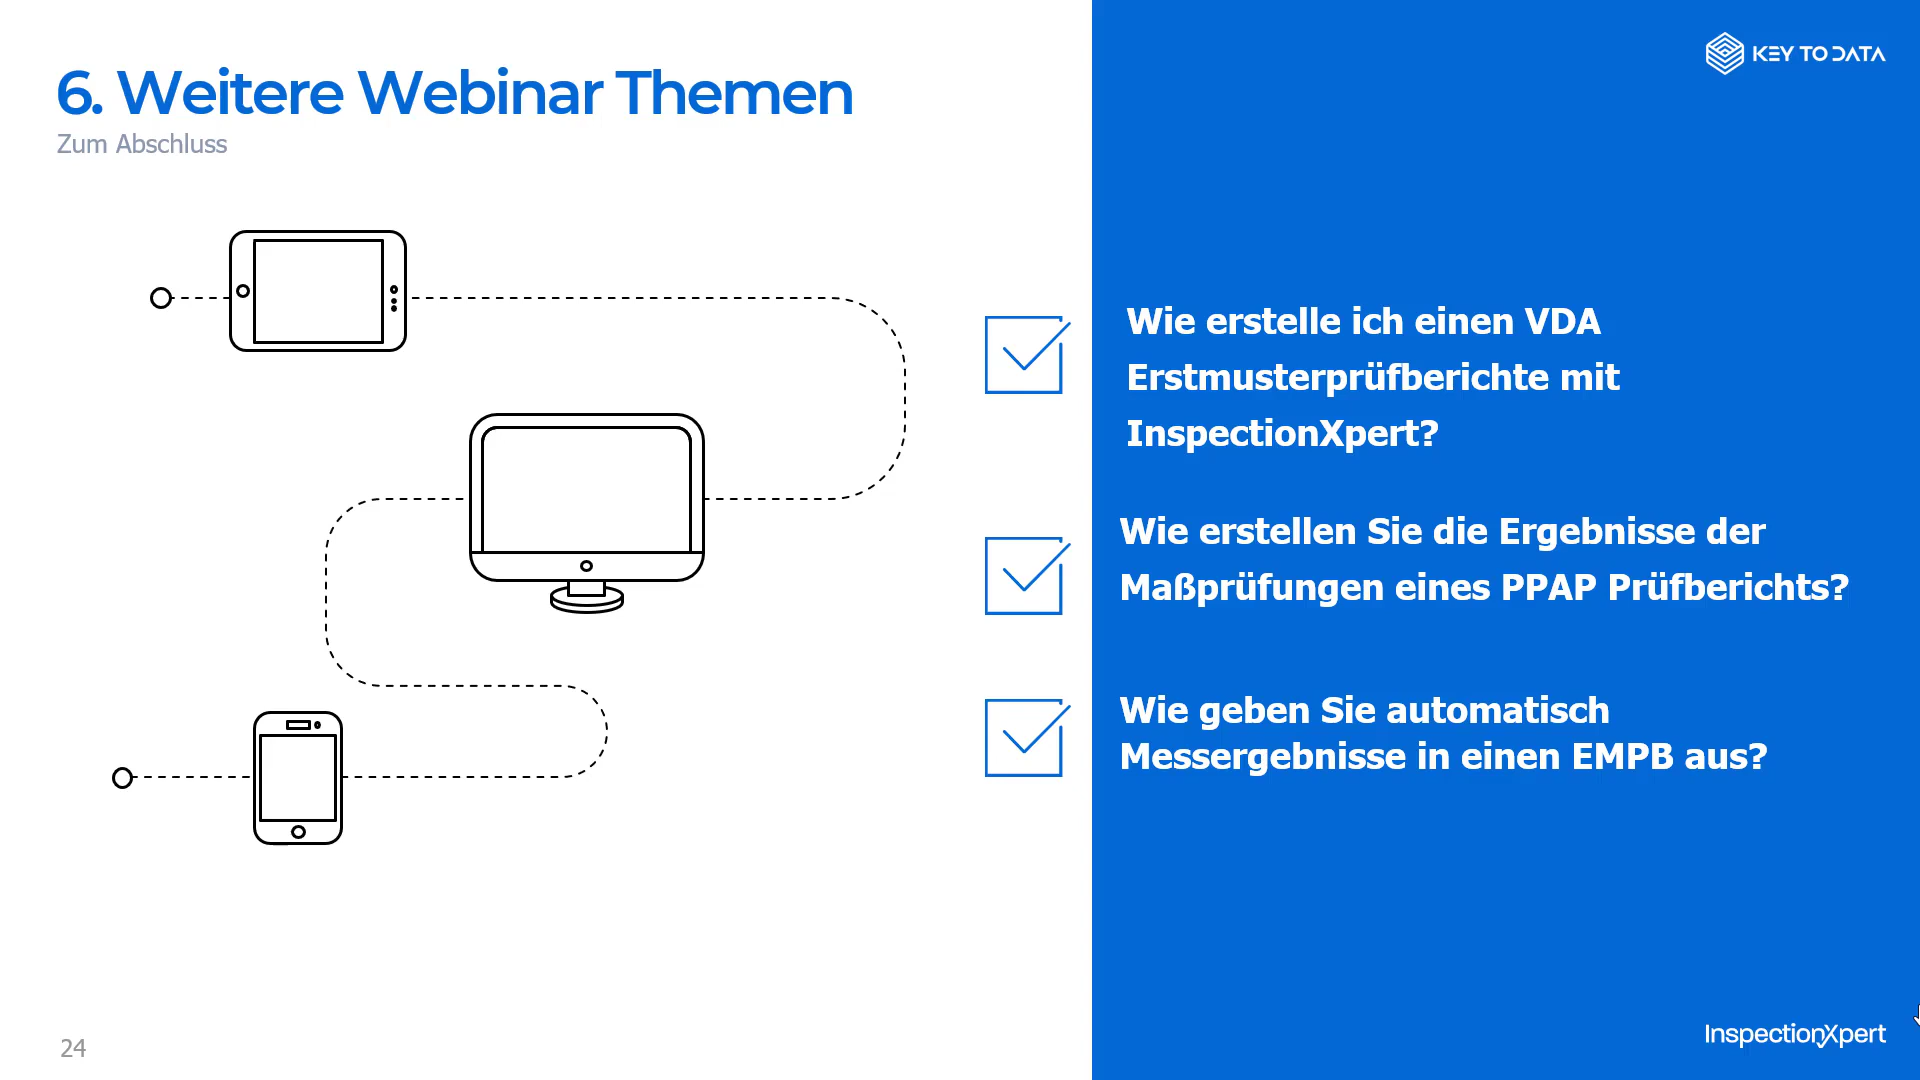 6. Weitere Webinar Themen
Zum Abschluss
KEY TO DATA
Wie erstelle ich einen VDA
Erstmusterprüfberichte mit
InspectionXpert?
Wie erstellen Sie die Ergebnisse der
Maßprüfungen eines PPAP Prüfberichts?
Wie geben Sie automatisch
Messergebnisse in einen EMPB aus?
24
InspectionXpert